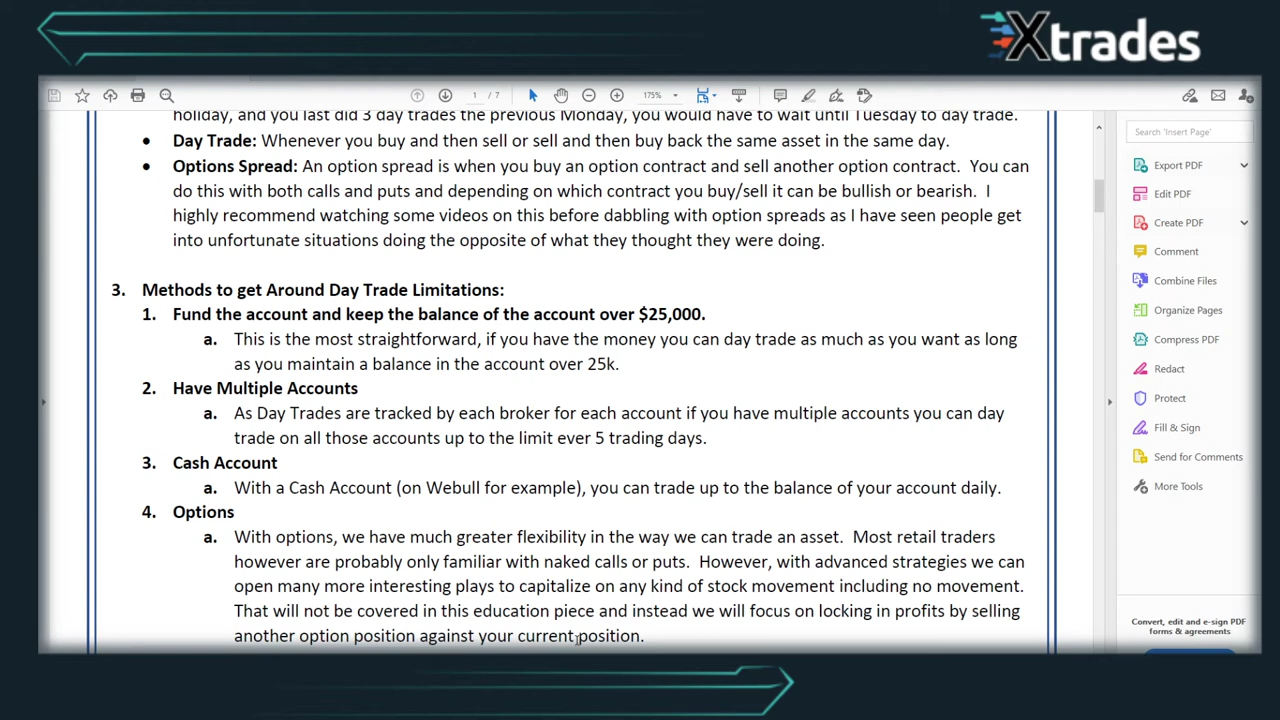 Xtrades
1 / 7
175%
holiday, and you last did 3 day trades the previous Monday, you would have to wait until Tuesday to day trade.
• Day Trade: Whenever you buy and then sell or sell and then buy back the same asset in the same day.
• Options Spread: An option spread is when you buy an option contract and sell another option contract. You can
do this with both calls and puts and depending on which contract you buy/sell it can be bullish or bearish. I
highly recommend watching some videos on this before dabbling with option spreads as I have seen people get
into unfortunate situations doing the opposite of what they thought they were doing.
3. Methods to get Around Day Trade Limitations:
1. Fund the account and keep the balance of the account over $25,000.
a. This is the most straightforward, if you have the money you can day trade as much as you want as long
as you maintain a balance in the account over 25k.
2. Have Multiple Accounts
a. As Day Trades are tracked by each broker for each account if you have multiple accounts you can day
trade on all those accounts up to the limit ever 5 trading days.
3. Cash Account
a. With a Cash Account (on Webull for example), you can trade up to the balance of your account daily.
4. Options
a. With options, we have much greater flexibility in the way we can trade an asset. Most retail traders
however are probably only familiar with naked calls or puts. However, with advanced strategies we can
open many more interesting plays to capitalize on any kind of stock movement including no movement.
That will not be covered in this education piece and instead we will focus on locking in profits by selling
another option position against your current position.
Search 'Insert Page'
Export PDF
Edit PDF
Create PDF
Comment
Combine Files
Organize Pages
Compress PDF
Redact
Protect
Fill & Sign
Send for Comments
More Tools
Convert, edit and e-sign PDF
forms & agreements